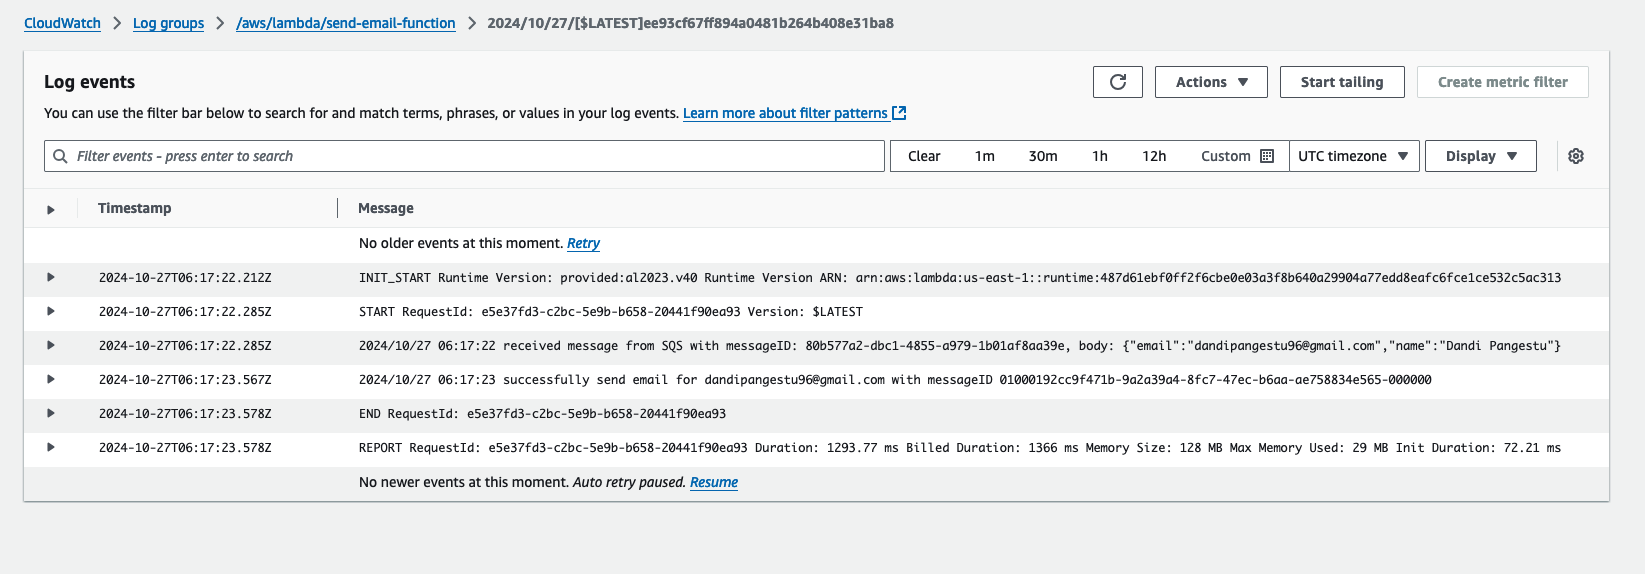 CloudWatch > Log groups > /aws/lambda/send-email-function > 2024/10/27/[$LATEST]ee93cf67ff894a0481b264b408e31ba8
Log events
Actions
Start tailing
Create metric filter
You can use the filter bar below to search for and match terms, phrases, or values in your log events. Learn more about filter patterns
Filter events - press enter to search
Clear 1m 30m 1h 12h Custom UTC timezone Display
Timestamp Message
No older events at this moment. Retry
2024-10-27T06:17:22.212Z INIT_START Runtime Version: provided:al2023.v40 Runtime Version ARN: arn:aws:lambda:us-east-1::runtime:487d61ebf0ff2f6cbe0e03a3f8b640a29904a77edd8eafc6fce1ce532c5ac313
2024-10-27T06:17:22.285Z START RequestId: e5e37fd3-c2bc-5e9b-b658-20441f90ea93 Version: $LATEST
2024-10-27T06:17:22.285Z 2024/10/27 06:17:22 received message from SQS with messageID: 80b577a2-dbc1-4855-a979-1b01af8aa39e, body: {"email":"dandipangestu96@gmail.com","name":"Dandi Pangestu"}
2024-10-27T06:17:23.567Z 2024/10/27 06:17:23 successfully send email for dandipangestu96@gmail.com with messageID 01000192cc9f471b-9a2a39a4-8fc7-47ec-b6aa-ae758834e565-000000
2024-10-27T06:17:23.578Z END RequestId: e5e37fd3-c2bc-5e9b-b658-20441f90ea93
2024-10-27T06:17:23.578Z REPORT RequestId: e5e37fd3-c2bc-5e9b-b658-20441f90ea93 Duration: 1293.77 ms Billed Duration: 1366 ms Memory Size: 128 MB Max Memory Used: 29 MB Init Duration: 72.21 ms
No newer events at this moment. Auto retry paused. Resume